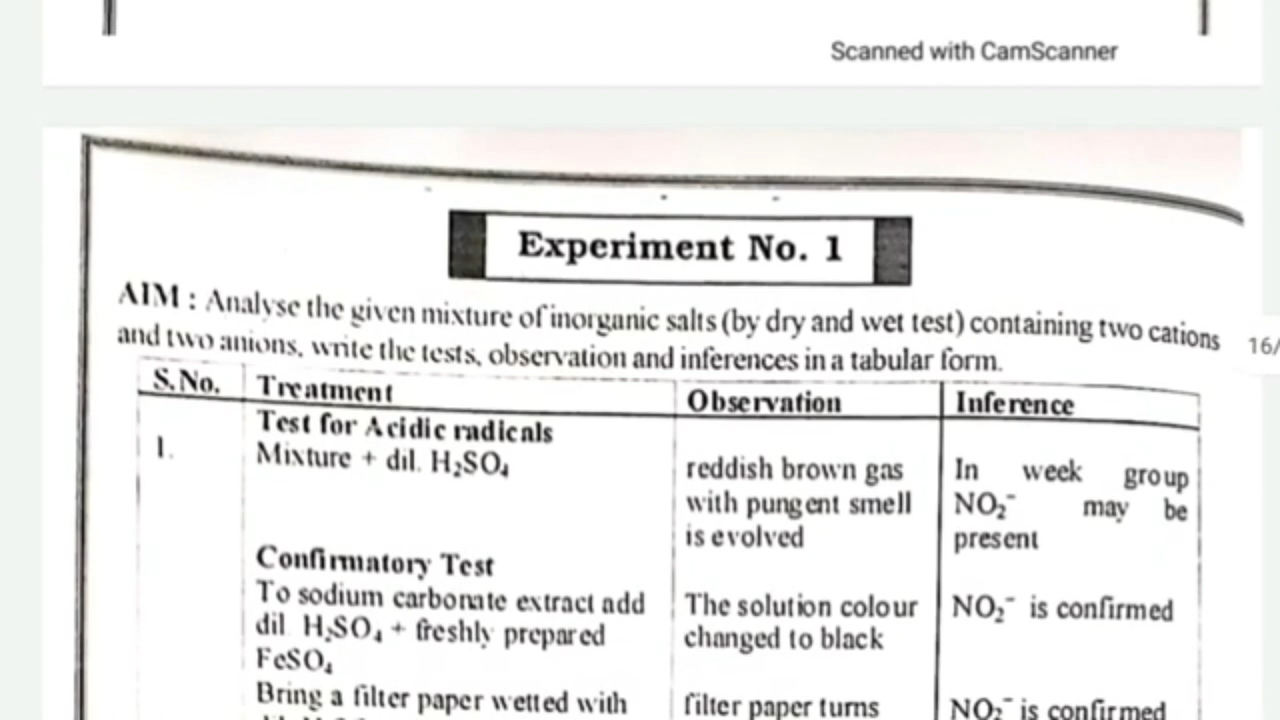 Scanned with CamScanner
Experiment No. 1
AIM : Analyse the given mixture of inorganic salts (by dry and wet test) containing two cations
and two anions, write the tests, observation and inferences in a tabular form.
16/
S.No. Treatment Observation Inference
Test for Acidic radicals
1. Mixture + dil. H₂SO₄ reddish brown gas In week group
with pungent smell NO₂⁻ may be
is evolved present
Confirmatory Test
To sodium carbonate extract add The solution colour NO₂⁻ is confirmed
dil. H₂SO₄ + freshly prepared changed to black
FeSO₄
Bring a filter paper wetted with filter paper turns NO₂⁻ is confirmed